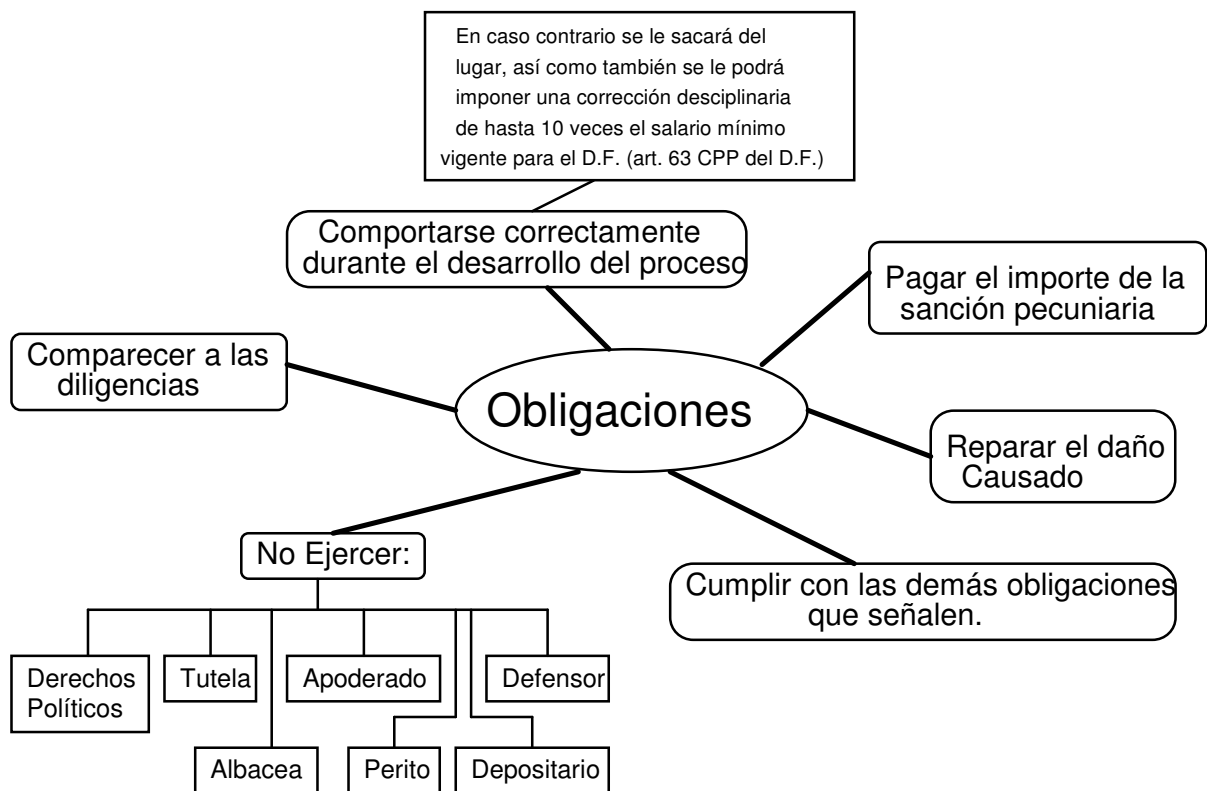 En caso contrario se le sacará del
lugar, así como también se le podrá
imponer una corrección desciplinaria
de hasta 10 veces el salario mínimo
vigente para el D.F. (art. 63 CPP del D.F.)
Comportarse correctamente
durante el desarrollo del proceso
Pagar el importe de la
sanción pecuniaria
Comparecer a las
diligencias
Obligaciones
Reparar el daño
Causado
No Ejercer:
Cumplir con las demás obligaciones
que señalen.
Derechos
Políticos
Tutela
Apoderado
Defensor
Albacea
Perito
Depositario